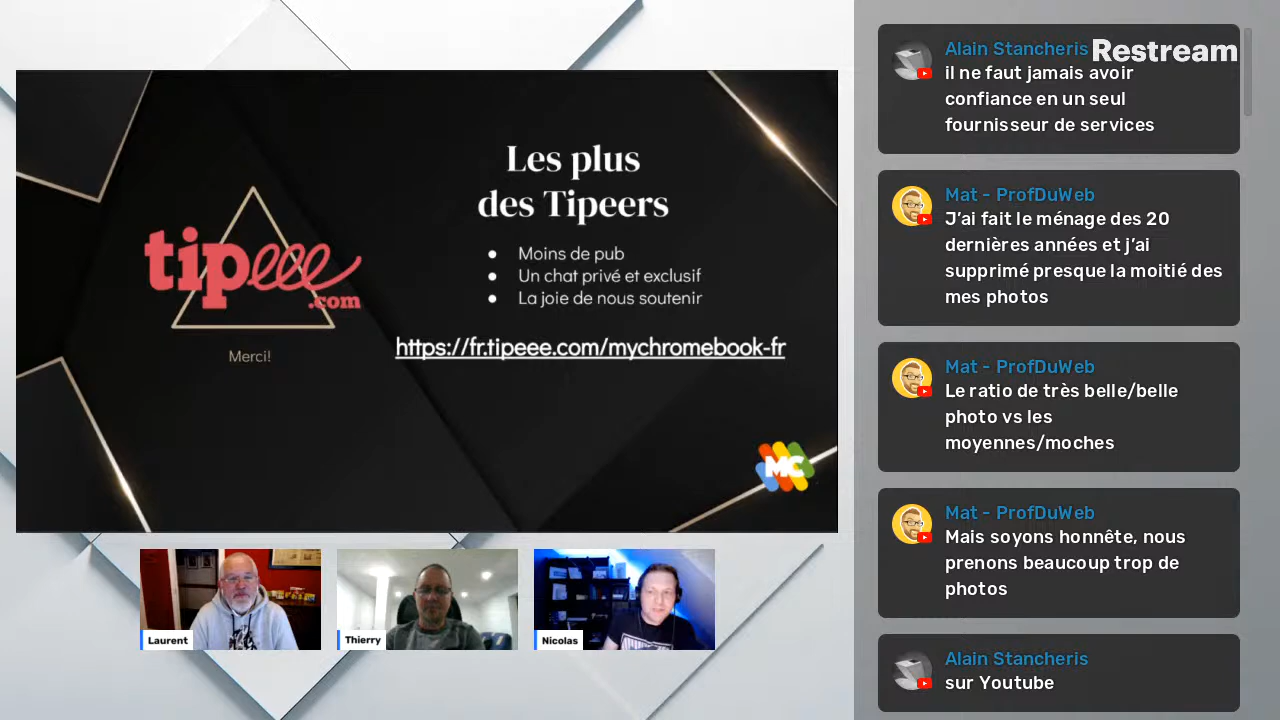 Les plus
des Tipeers
Moins de pub
Un chat privé et exclusif
La joie de nous soutenir
https://fr.tipeee.com/mychromebook-fr
tipeee
.com
Merci!
MC
Laurent
Thierry
Nicolas
Restream
Alain Stancheris
il ne faut jamais avoir
confiance en un seul
fournisseur de services
Mat - ProfDuWeb
J’ai fait le ménage des 20
dernières années et j’ai
supprimé presque la moitié des
mes photos
Mat - ProfDuWeb
Le ratio de très belle/belle
photo vs les
moyennes/moches
Mat - ProfDuWeb
Mais soyons honnête, nous
prenons beaucoup trop de
photos
Alain Stancheris
sur Youtube